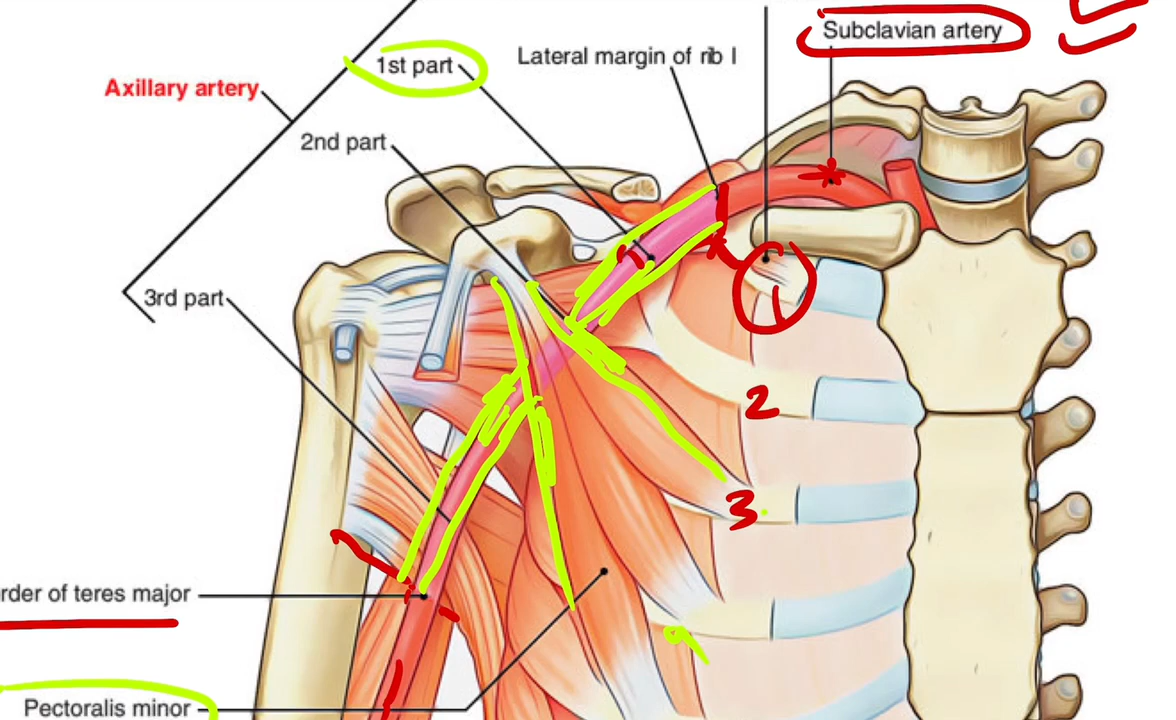 Subclavian artery
Lateral margin of rib I
1st part
Axillary artery
2nd part
3rd part
1
2
3
rder of teres major
Pectoralis minor